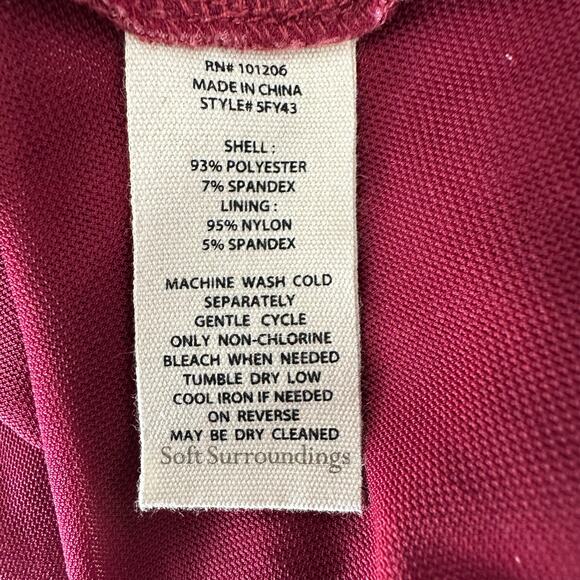 RN# 101206
MADE IN CHINA
STYLE# 5FY43
SHELL :
93% POLYESTER
7% SPANDEX
LINING :
95% NYLON
5% SPANDEX
MACHINE WASH COLD
SEPARATELY
GENTLE CYCLE
ONLY NON-CHLORINE
BLEACH WHEN NEEDED
TUMBLE DRY LOW
COOL IRON IF NEEDED
ON REVERSE
MAY BE DRY CLEANED
Soft Surroundings